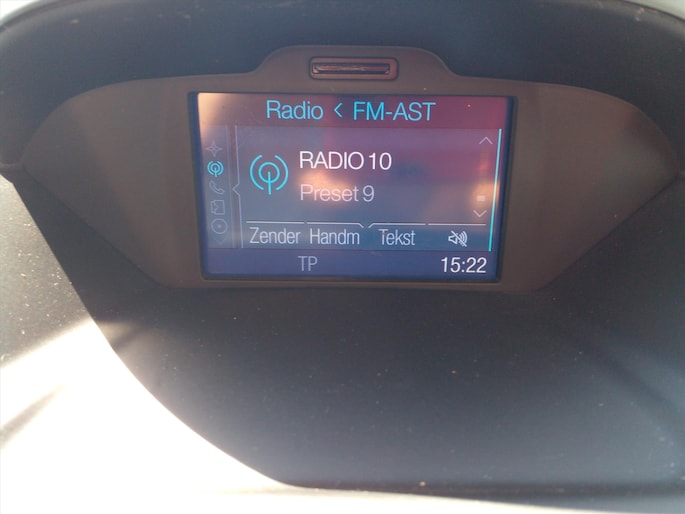 Radio < FM-AST
RADIO 10
Preset 9
Zender Handm Tekst
TP 15:22